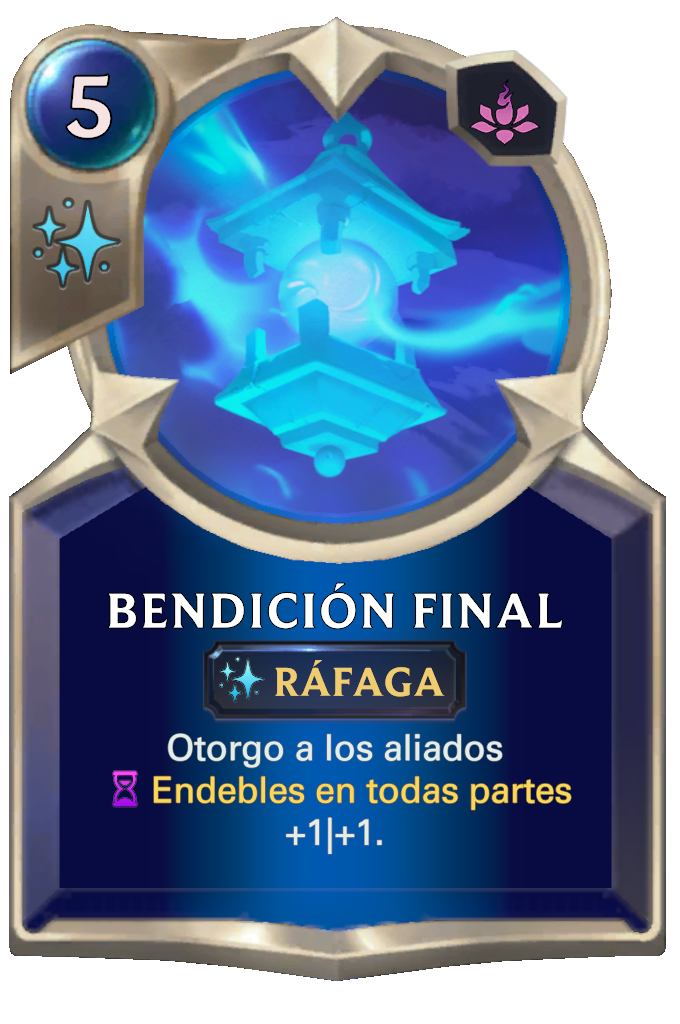 5
BENDICIÓN FINAL
RÁFAGA
Otorgo a los aliados
Endebles en todas partes
+1|+1.